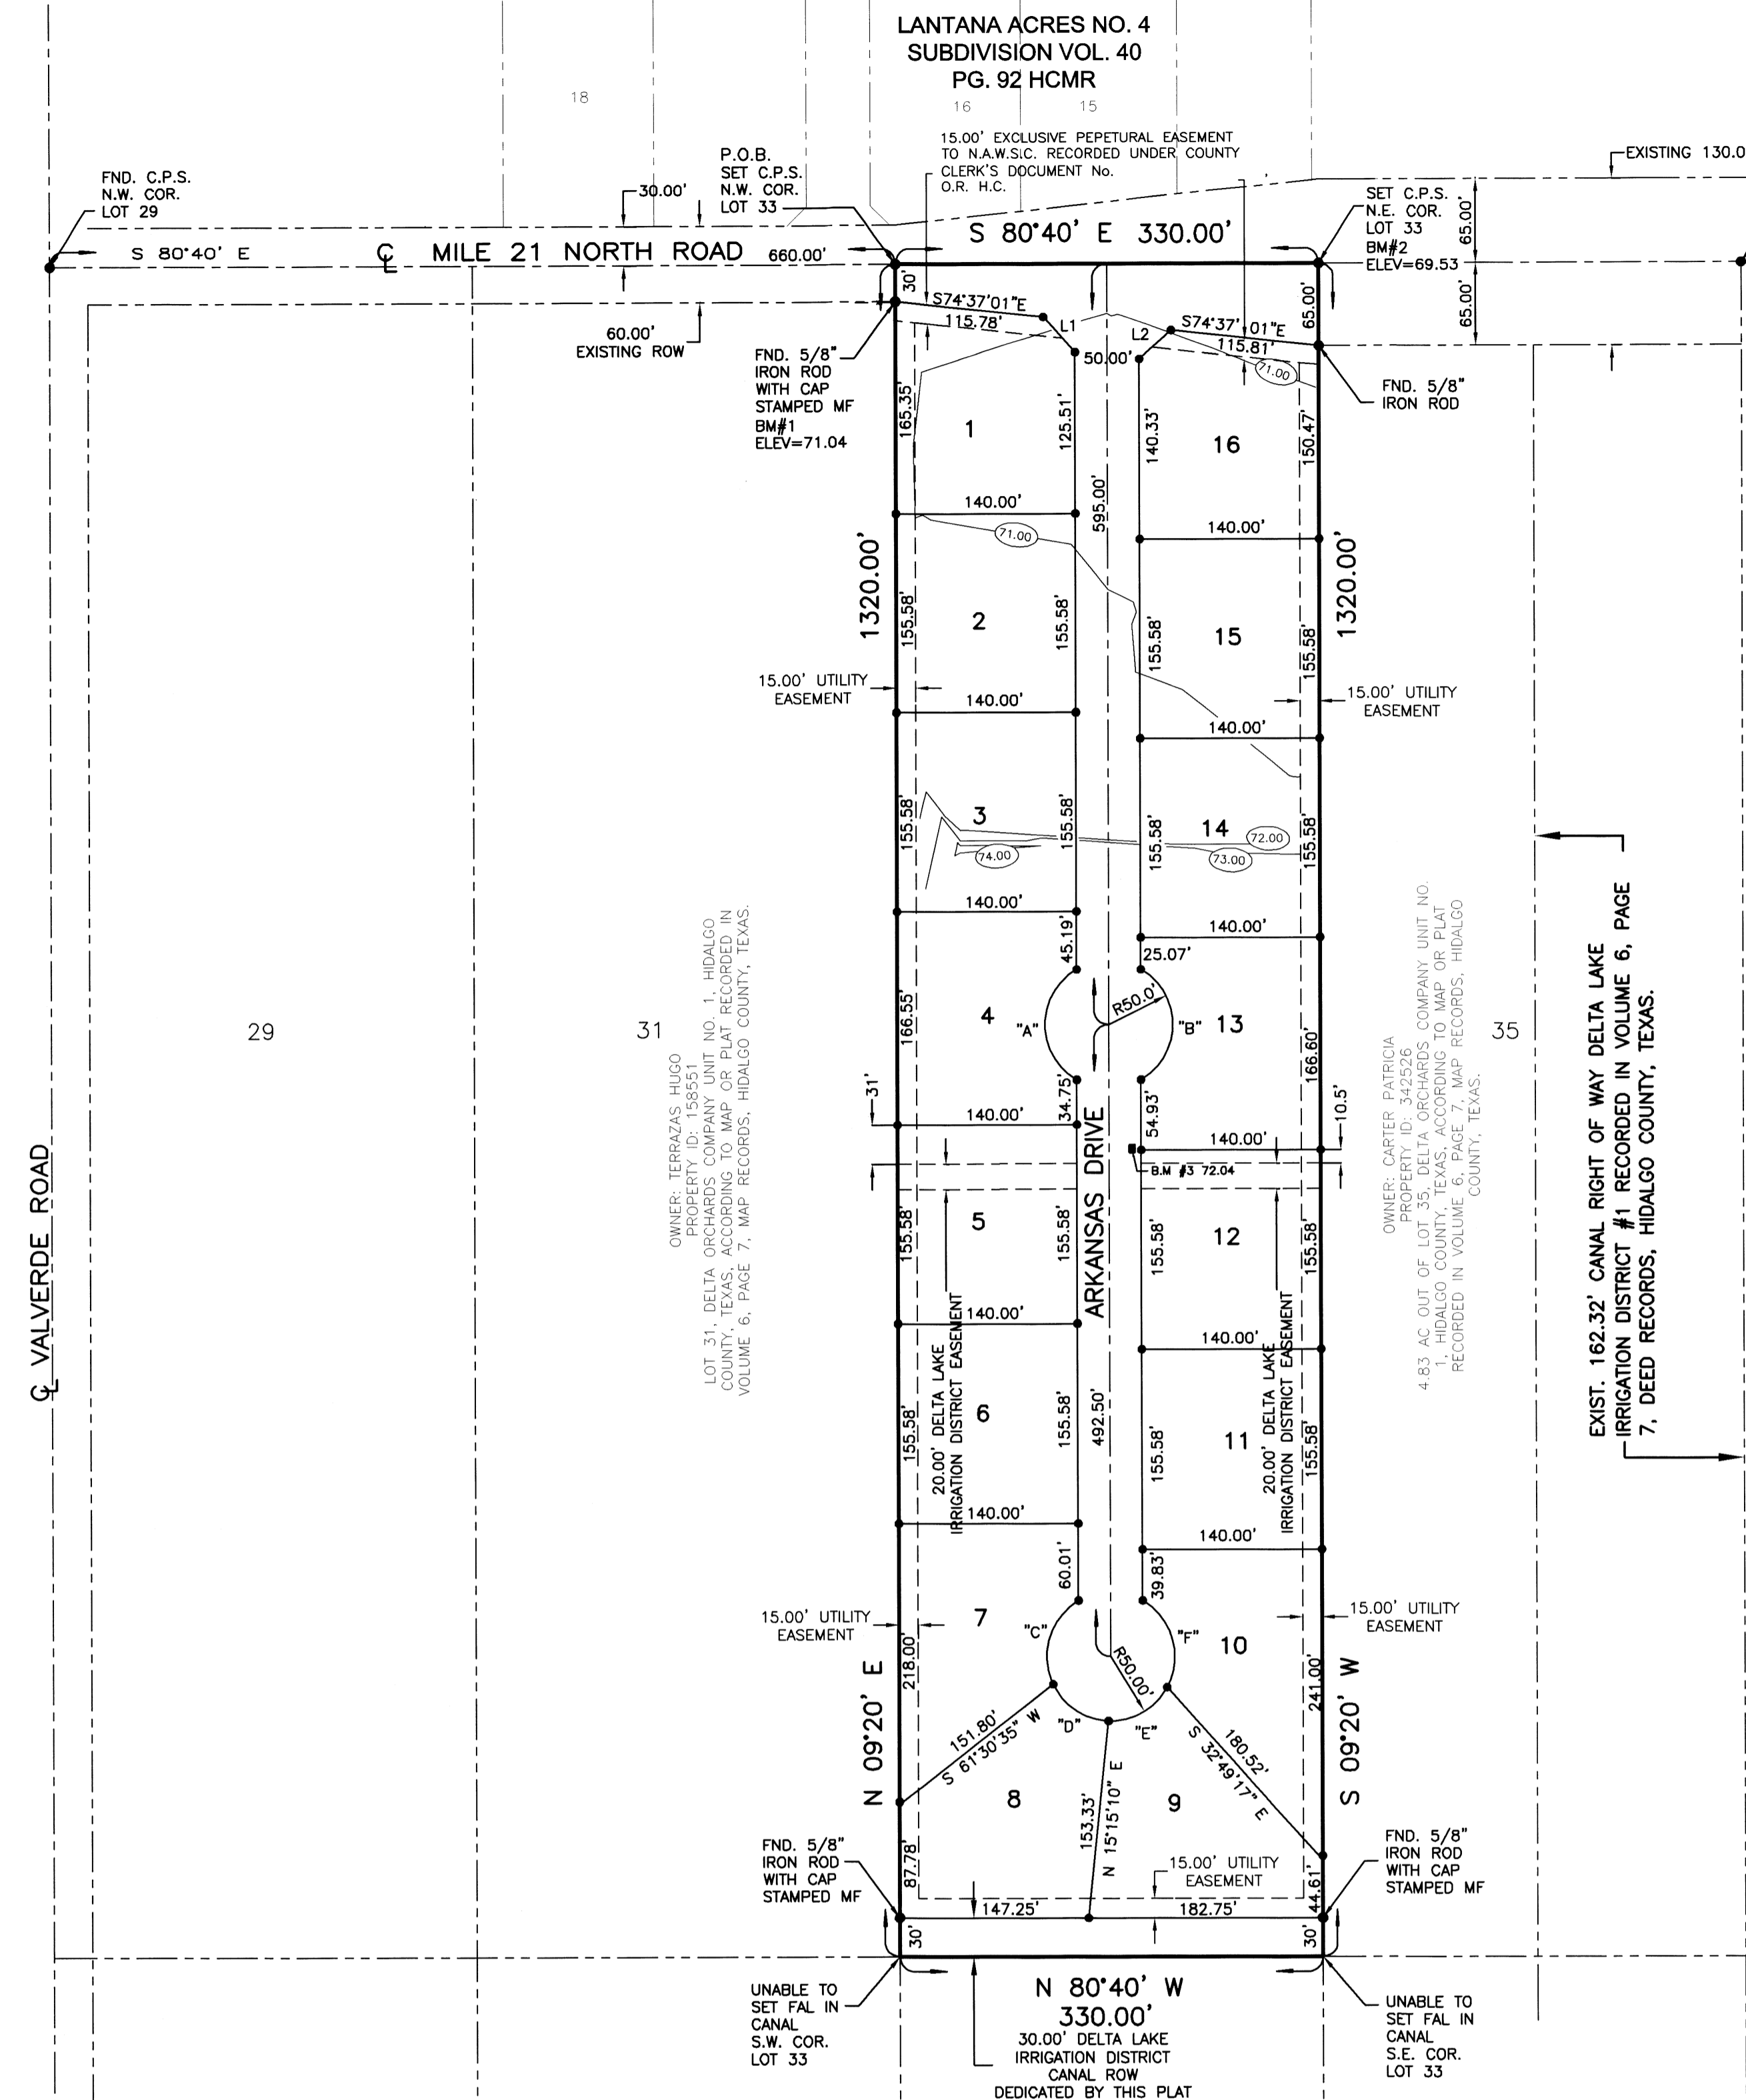 LANTANA ACRES NO. 4
SUBDIVISION VOL. 40
PG. 92 HCMR
18
16
15
15.00' EXCLUSIVE PEPETURAL EASEMENT
TO N.A.W.S.C. RECORDED UNDER COUNTY
CLERK'S DOCUMENT No.
O.R. H.C.
FND. C.P.S.
N.W. COR.
LOT 29
P.O.B.
SET C.P.S.
N.W. COR.
LOT 33
30.00'
EXISTING 130.0
SET C.P.S.
N.E. COR.
LOT 33
BM#2
ELEV=69.53
65.00'
65.00'
S 80°40' E
℄ MILE 21 NORTH ROAD
660.00'
S 80°40' E 330.00'
60.00'
EXISTING ROW
30'
S74°37'01"E
115.78'
L1
L2
S74°37'01"E
115.81'
65.00'
50.00'
71.00
FND. 5/8"
IRON ROD
WITH CAP
STAMPED MF
BM#1
ELEV=71.04
FND. 5/8"
IRON ROD
165.35'
1
125.51'
140.33'
16
150.47'
595.00'
140.00'
71.00
140.00'
1320.00'
1320.00'
155.58'
2
155.58'
155.58'
15
155.58'
15.00' UTILITY
EASEMENT
15.00' UTILITY
EASEMENT
140.00'
140.00'
155.58'
3
155.58'
155.58'
14
155.58'
72.00
73.00
74.00
140.00'
140.00'
45.19'
25.07'
166.55'
4
"A"
R50.0'
"B"
13
166.60'
34.75'
54.93'
31'
10.5'
140.00'
140.00'
B.M #3 72.04
29
31
35
OWNER: TERRAZAS HUGO
PROPERTY ID: 158551
LOT 31, DELTA ORCHARDS COMPANY UNIT NO. 1, HIDALGO
COUNTY, TEXAS, ACCORDING TO MAP OR PLAT RECORDED IN
VOLUME 6, PAGE 7, MAP RECORDS, HIDALGO COUNTY, TEXAS.
OWNER: CARTER PATRICIA
PROPERTY ID: 342526
4.83 AC OUT OF LOT 35, DELTA ORCHARDS COMPANY UNIT NO.
1, HIDALGO COUNTY, TEXAS, ACCORDING TO MAP OR PLAT
RECORDED IN VOLUME 6, PAGE 7, MAP RECORDS, HIDALGO
COUNTY, TEXAS.
EXIST. 162.32' CANAL RIGHT OF WAY DELTA LAKE
IRRIGATION DISTRICT #1 RECORDED IN VOLUME 6, PAGE
7, DEED RECORDS, HIDALGO COUNTY, TEXAS.
℄ VALVERDE ROAD
ARKANSAS DRIVE
155.58'
5
155.58'
155.58'
12
155.58'
140.00'
140.00'
20.00' DELTA LAKE
IRRIGATION DISTRICT EASEMENT
20.00' DELTA LAKE
IRRIGATION DISTRICT EASEMENT
155.58'
6
155.58'
492.50'
155.58'
11
155.58'
140.00'
140.00'
60.01'
39.83'
15.00' UTILITY
EASEMENT
15.00' UTILITY
EASEMENT
7
"C"
"F"
10
218.00'
R50.00'
241.00'
N 09°20' E
S 09°20' W
151.80'
S 61°30'35" W
"D"
"E"
180.52'
S 32°49'17" E
8
153.33'
N 15°15'10" E
9
FND. 5/8"
IRON ROD
WITH CAP
STAMPED MF
FND. 5/8"
IRON ROD
WITH CAP
STAMPED MF
87.78'
15.00' UTILITY
EASEMENT
44.61'
147.25'
182.75'
30'
30'
UNABLE TO
SET FAL IN
CANAL
S.W. COR.
LOT 33
N 80°40' W
330.00'
30.00' DELTA LAKE
IRRIGATION DISTRICT
CANAL ROW
DEDICATED BY THIS PLAT
UNABLE TO
SET FAL IN
CANAL
S.E. COR.
LOT 33